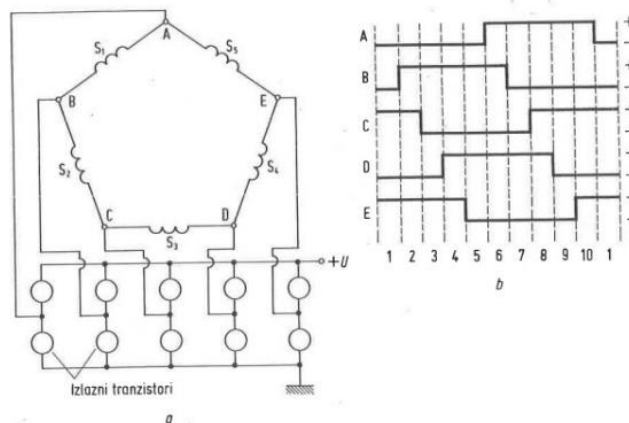 A
S₁
S₅
B
E
S₂
S₄
C
D
S₃
+U
Izlazni tranzistori
a
A
+
-
B
+
-
C
+
-
D
+
-
E
+
-
1 2 3 4 5 6 7 8 9 10 1
b